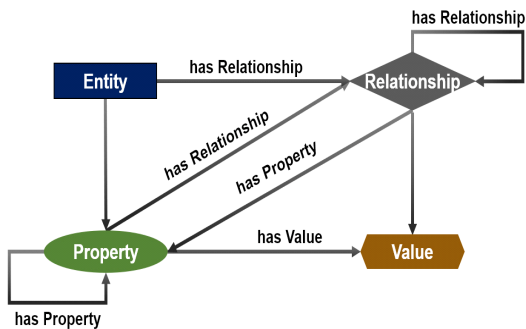 has Relationship
has Relationship
Entity
Relationship
has Relationship
has Property
has Value
Property
Value
has Property